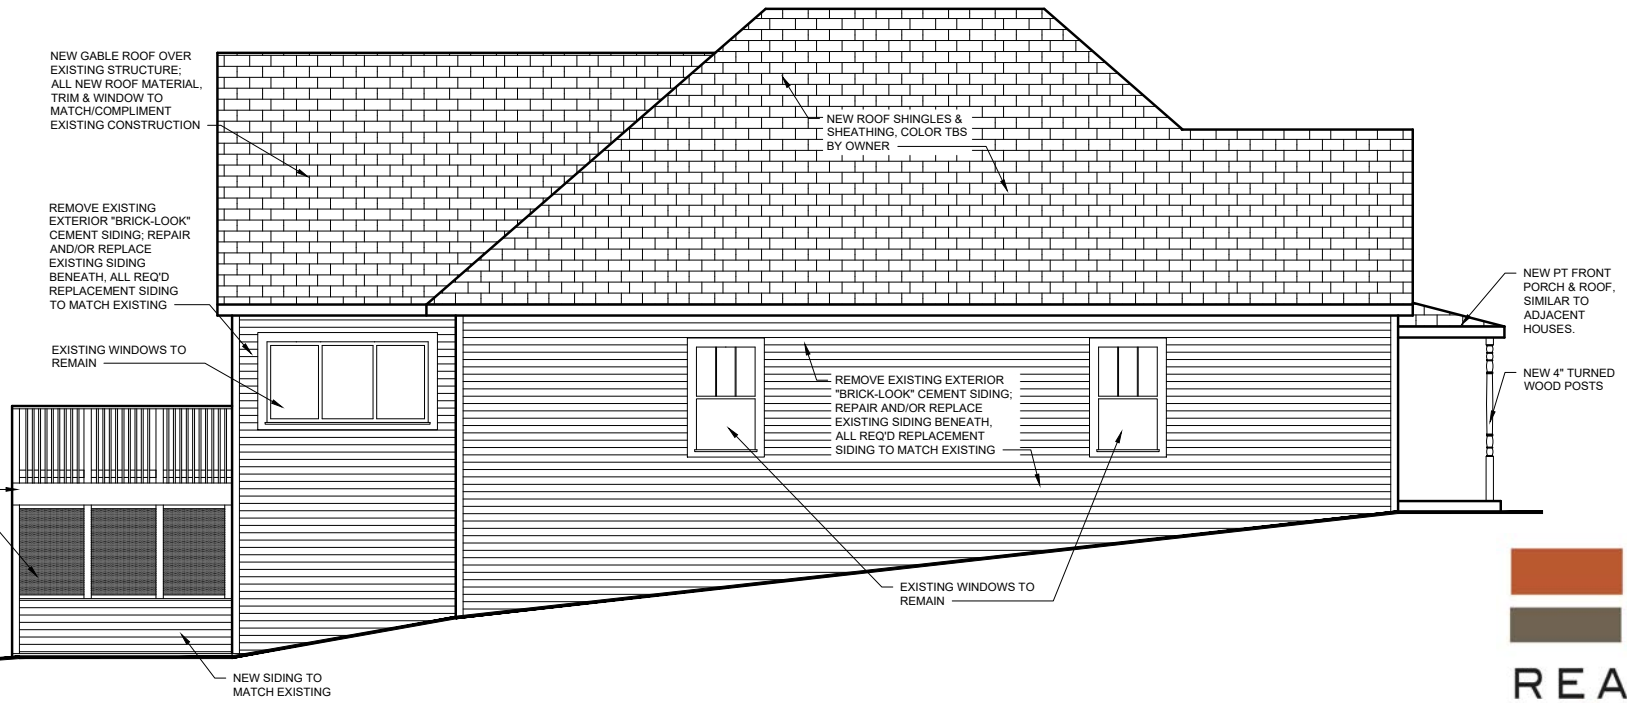 NEW GABLE ROOF OVER
EXISTING STRUCTURE;
ALL NEW ROOF MATERIAL,
TRIM & WINDOW TO
MATCH/COMPLIMENT
EXISTING CONSTRUCTION
NEW ROOF SHINGLES &
SHEATHING, COLOR TBS
BY OWNER
REMOVE EXISTING
EXTERIOR "BRICK-LOOK"
CEMENT SIDING; REPAIR
AND/OR REPLACE
EXISTING SIDING
BENEATH, ALL REQ'D
REPLACEMENT SIDING
TO MATCH EXISTING
NEW PT FRONT
PORCH & ROOF,
SIMILAR TO
ADJACENT
HOUSES.
EXISTING WINDOWS TO
REMAIN
REMOVE EXISTING EXTERIOR
"BRICK-LOOK" CEMENT SIDING;
REPAIR AND/OR REPLACE
EXISTING SIDING BENEATH,
ALL REQ'D REPLACEMENT
SIDING TO MATCH EXISTING
NEW 4" TURNED
WOOD POSTS
EXISTING WINDOWS TO
REMAIN
NEW SIDING TO
MATCH EXISTING
REA